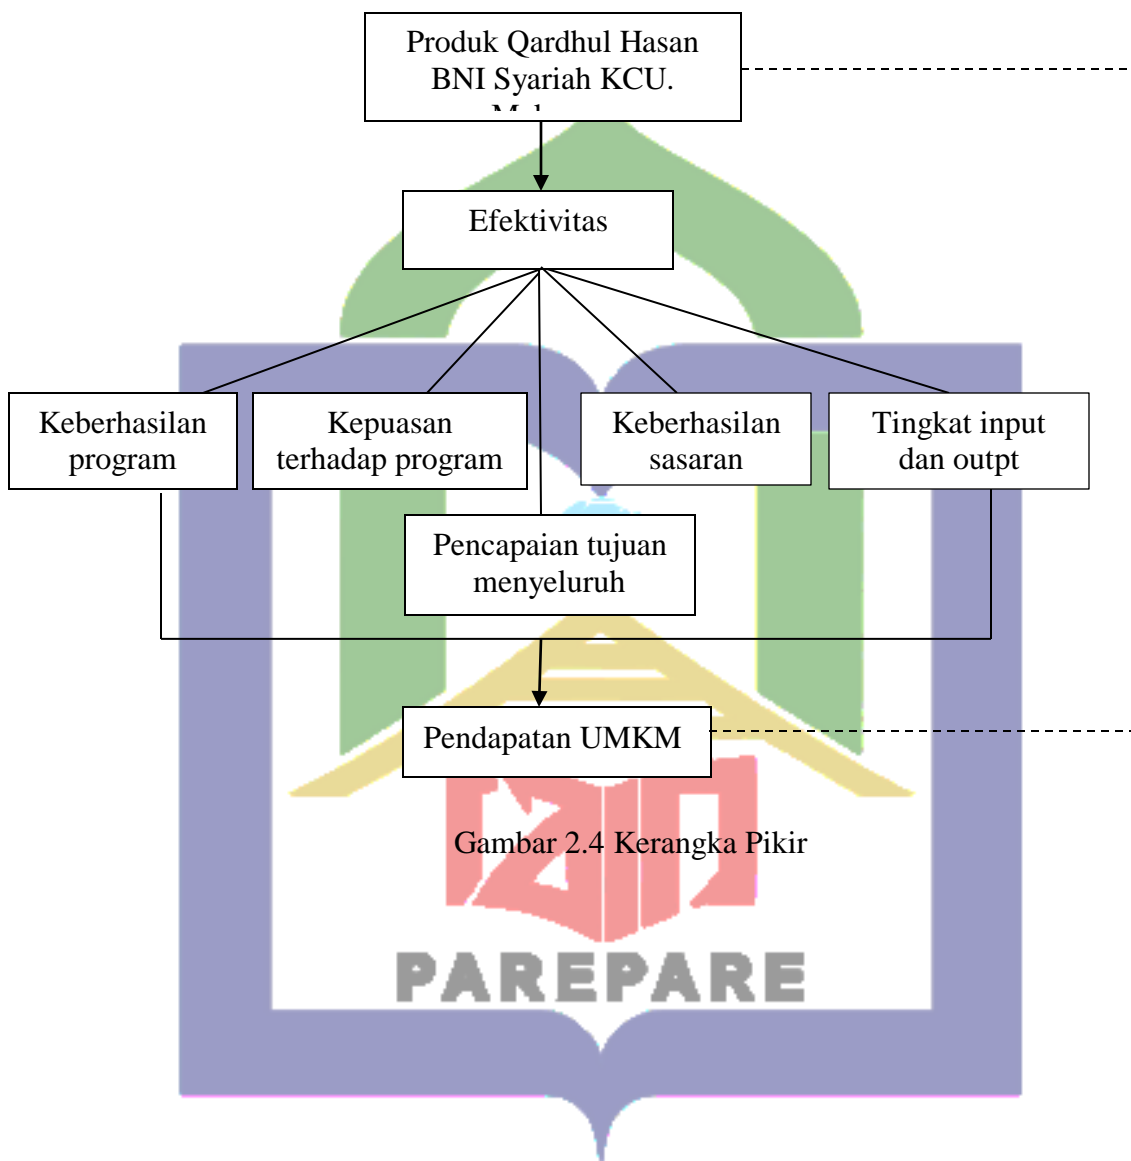 Produk Qardhul Hasan
BNI Syariah KCU.
Efektivitas
Keberhasilan
program
Kepuasan
terhadap program
Keberhasilan
sasaran
Tingkat input
dan outpt
Pencapaian tujuan
menyeluruh
Pendapatan UMKM
Gambar 2.4 Kerangka Pikir
iain
PAREPARE